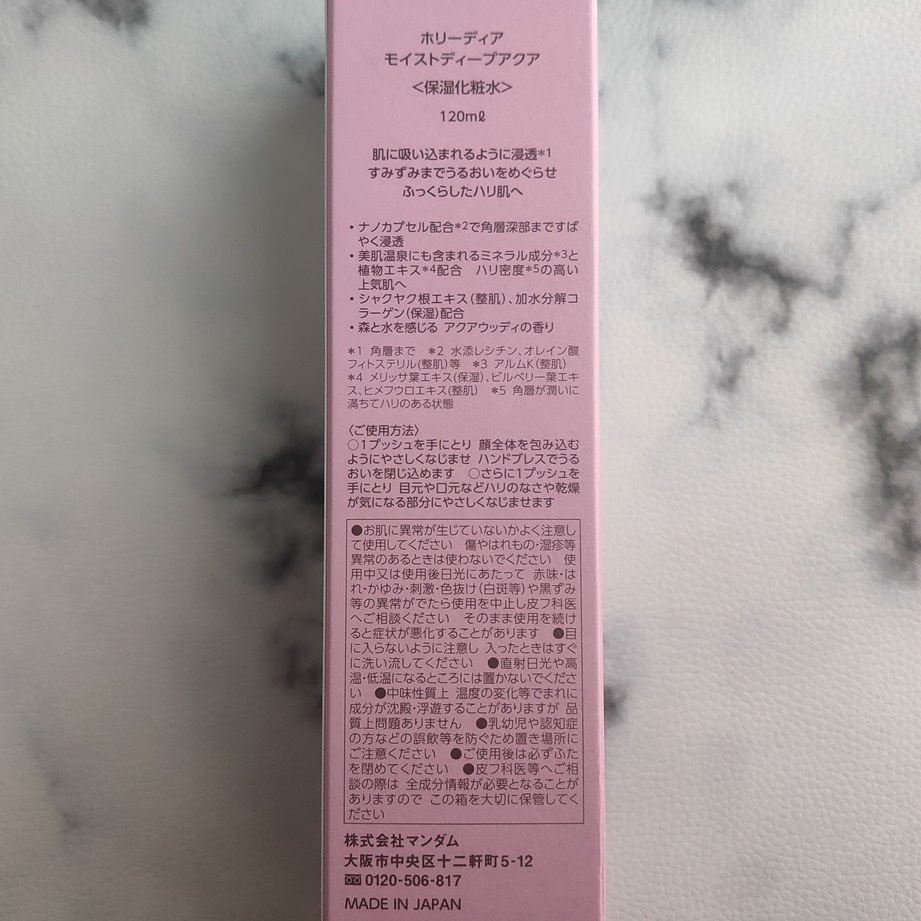 ホリーディア
モイストディープアクア
<保湿化粧水>
120mℓ
肌に吸い込まれるように浸透*1
すみずみまでうるおいをめぐらせ
ふっくらしたハリ肌へ
・ナノカプセル配合*2で角層深部まですば
やく浸透
・美肌温泉にも含まれるミネラル成分*3と
植物エキス*4配合 ハリ密度*5の高い
上気肌へ
・シャクヤク根エキス(整肌)、加水分解コ
ラーゲン(保湿)配合
・森と水を感じる アクアウッディの香り
*1 角層まで *2 水添レシチン、オレイン酸
フィトステリル(整肌)等 *3 アルムK(整肌)
*4 メリッサ葉エキス(保湿)、ビルベリー葉エキ
ス、ヒメフウロエキス(整肌) *5 角層が潤いに
満ちてハリのある状態
〈ご使用方法〉
○1プッシュを手にとり 顔全体を包み込む
ようにやさしくなじませ ハンドプレスでうる
おいを閉じ込めます ○さらに1プッシュを
手にとり 目元や口元などハリのなさや乾燥
が気になる部分にやさしくなじませます
●お肌に異常が生じていないかよく注意し
て使用してください 傷やはれもの・湿疹等
異常のあるときは使わないでください 使
用中又は使用後日光にあたって 赤味・は
れ・かゆみ・刺激・色抜け(白斑等)や黒ずみ
等の異常がでたら使用を中止し皮フ科医
へご相談ください そのまま使用を続け
ると症状が悪化することがあります ●目
に入らないように注意し 入ったときはすぐ
に洗い流してください ●直射日光や高
温・低温になるところには置かないでくださ
い ●中味性質上 温度の変化等でまれに
成分が沈殿・浮遊することがありますが 品
質上問題ありません ●乳幼児や認知症
の方などの誤飲等を防ぐため置き場所に
ご注意ください ●ご使用後は必ずふた
を閉めてください ●皮フ科医等へご相
談の際は 全成分情報が必要となることが
ありますので この箱を大切に保管してく
ださい
株式会社マンダム
大阪市中央区十二軒町5-12
0120-506-817
MADE IN JAPAN